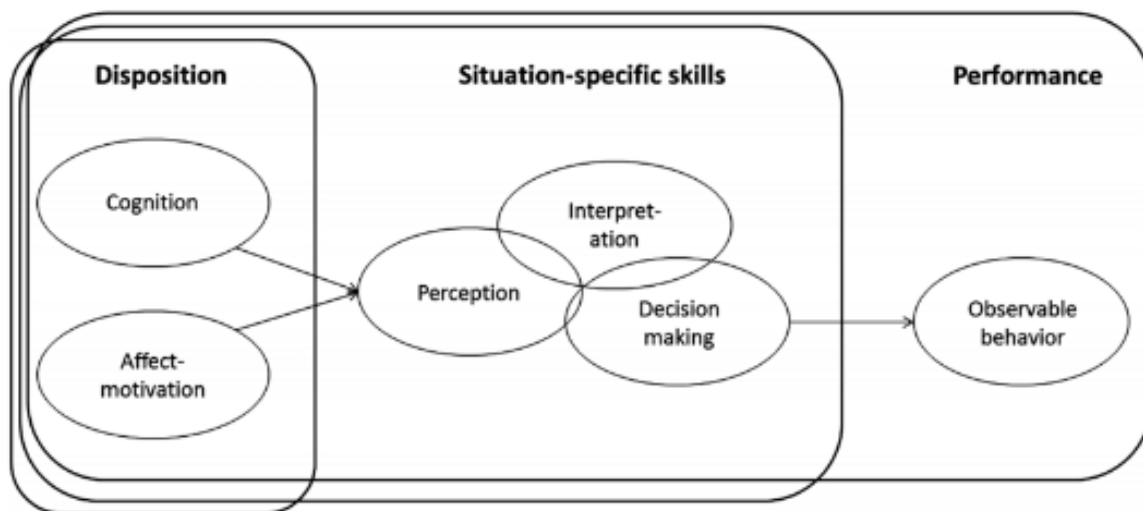 Disposition
Situation-specific skills
Performance
Cognition
Affect-
motivation
Perception
Interpret-
ation
Decision
making
Observable
behavior